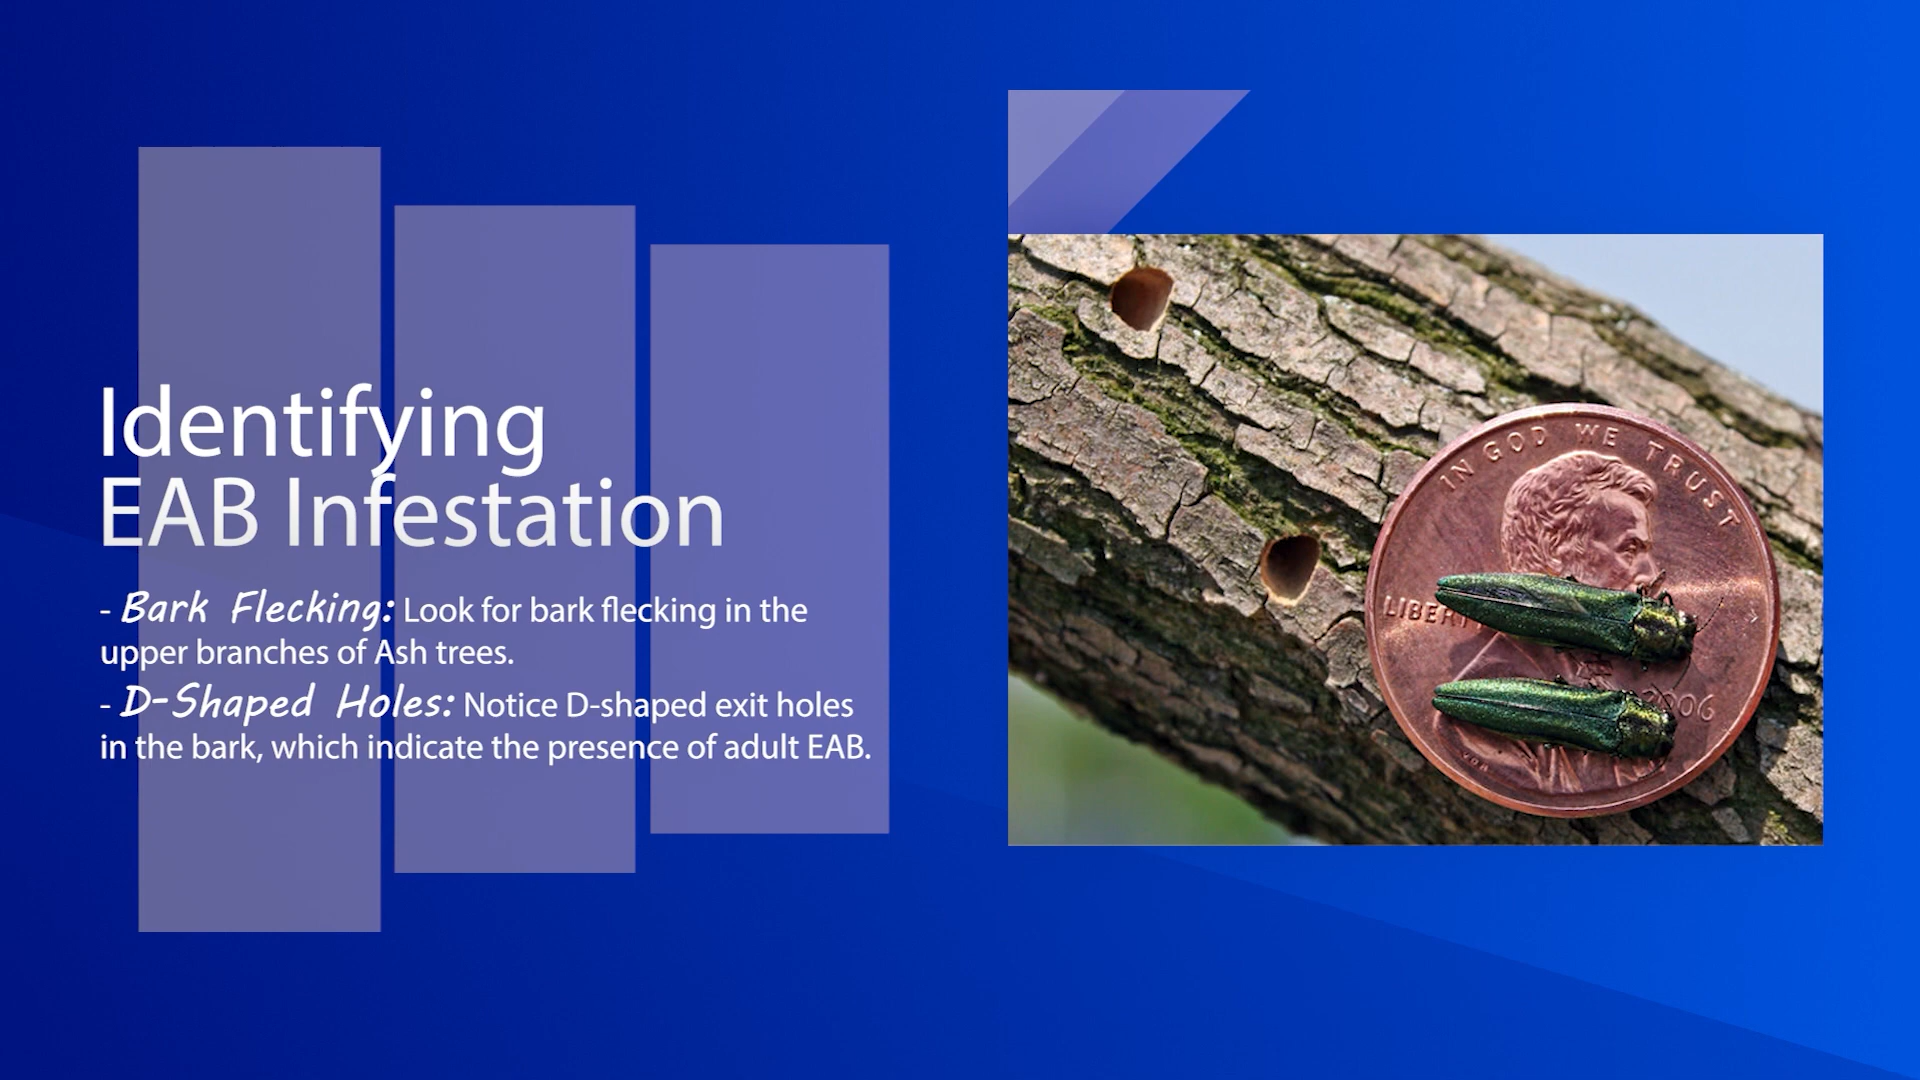 Identifying
EAB Infestation
- Bark Flecking: Look for bark flecking in the
upper branches of Ash trees.
- D-Shaped Holes: Notice D-shaped exit holes
in the bark, which indicate the presence of adult EAB.
IN GOD WE TRUST
2006